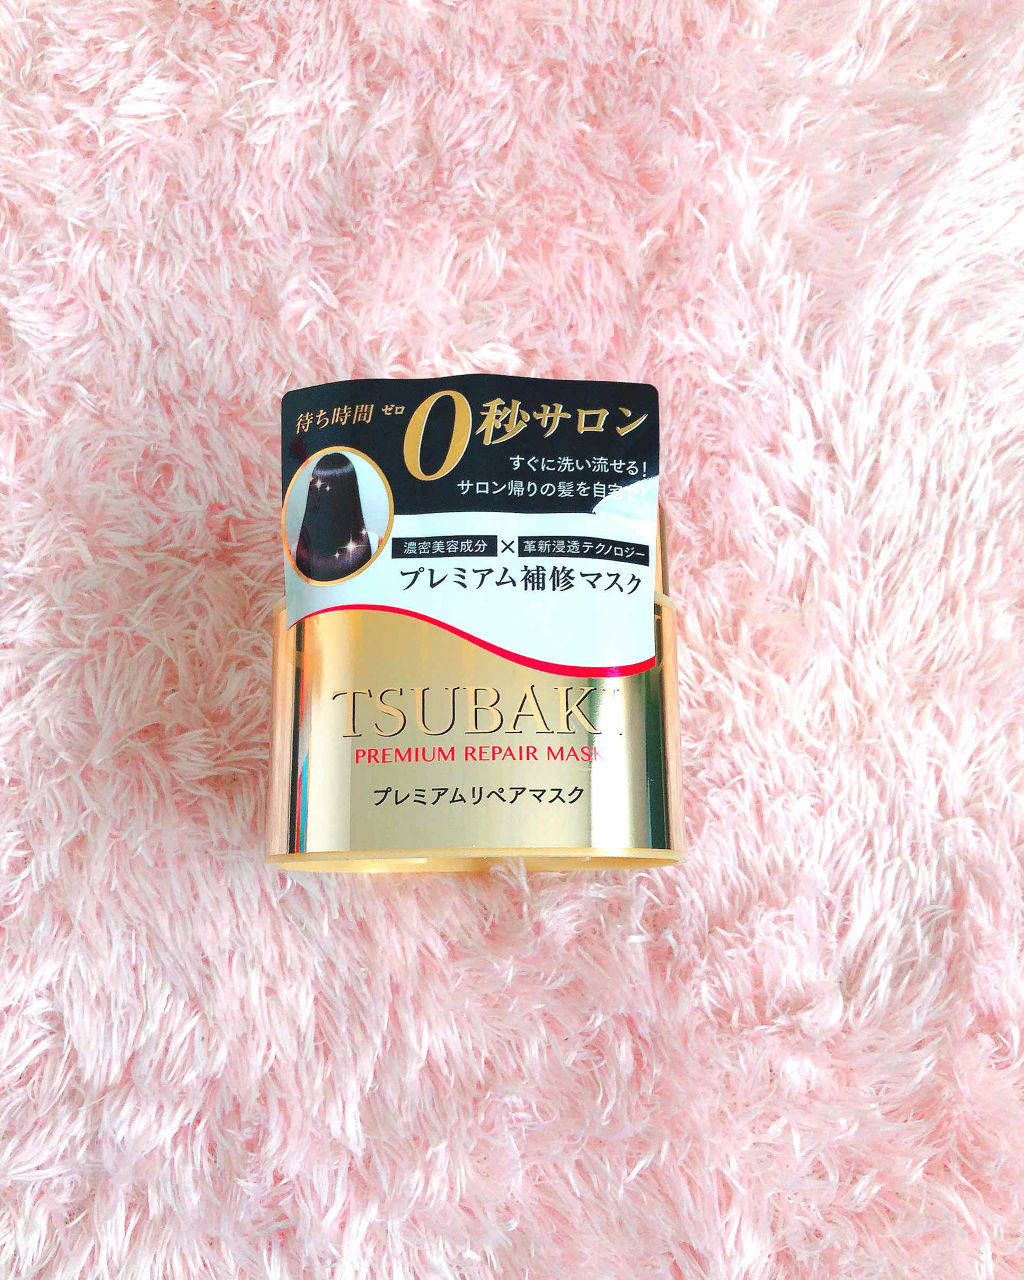 待ち時間 ゼロ 0秒サロン
すぐに洗い流せる!
サロン帰りの髪を自宅で!
濃密美容成分 × 革新浸透テクノロジー
プレミアム補修マスク
TSUBAKI
PREMIUM REPAIR MASK
プレミアムリペアマスク